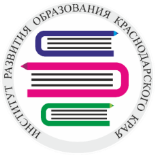 ИНСТИТУТ РАЗВИТИЯ ОБРАЗОВАНИЯ КРАСНОДАРСКОГО КРАЯ